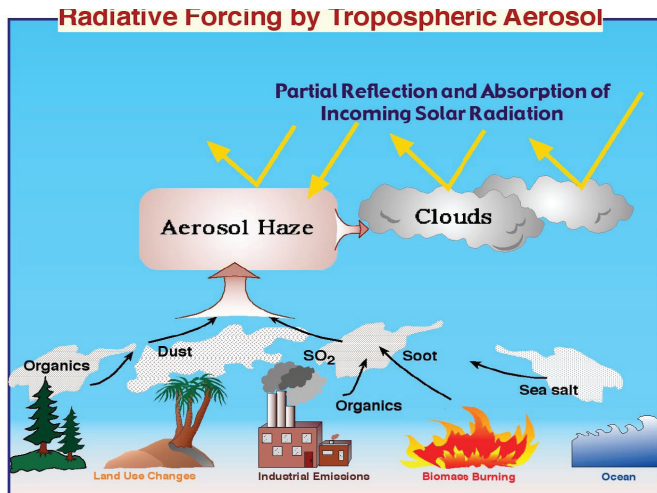 Radiative Forcing by Tropospheric Aerosol
Partial Reflection and Absorption of
Incoming Solar Radiation
Aerosol Haze
Clouds
Organics
Dust
SO2
Soot
Organics
Sea salt
Land Use Changes
Industrial Emissions
Biomass Burning
Ocean